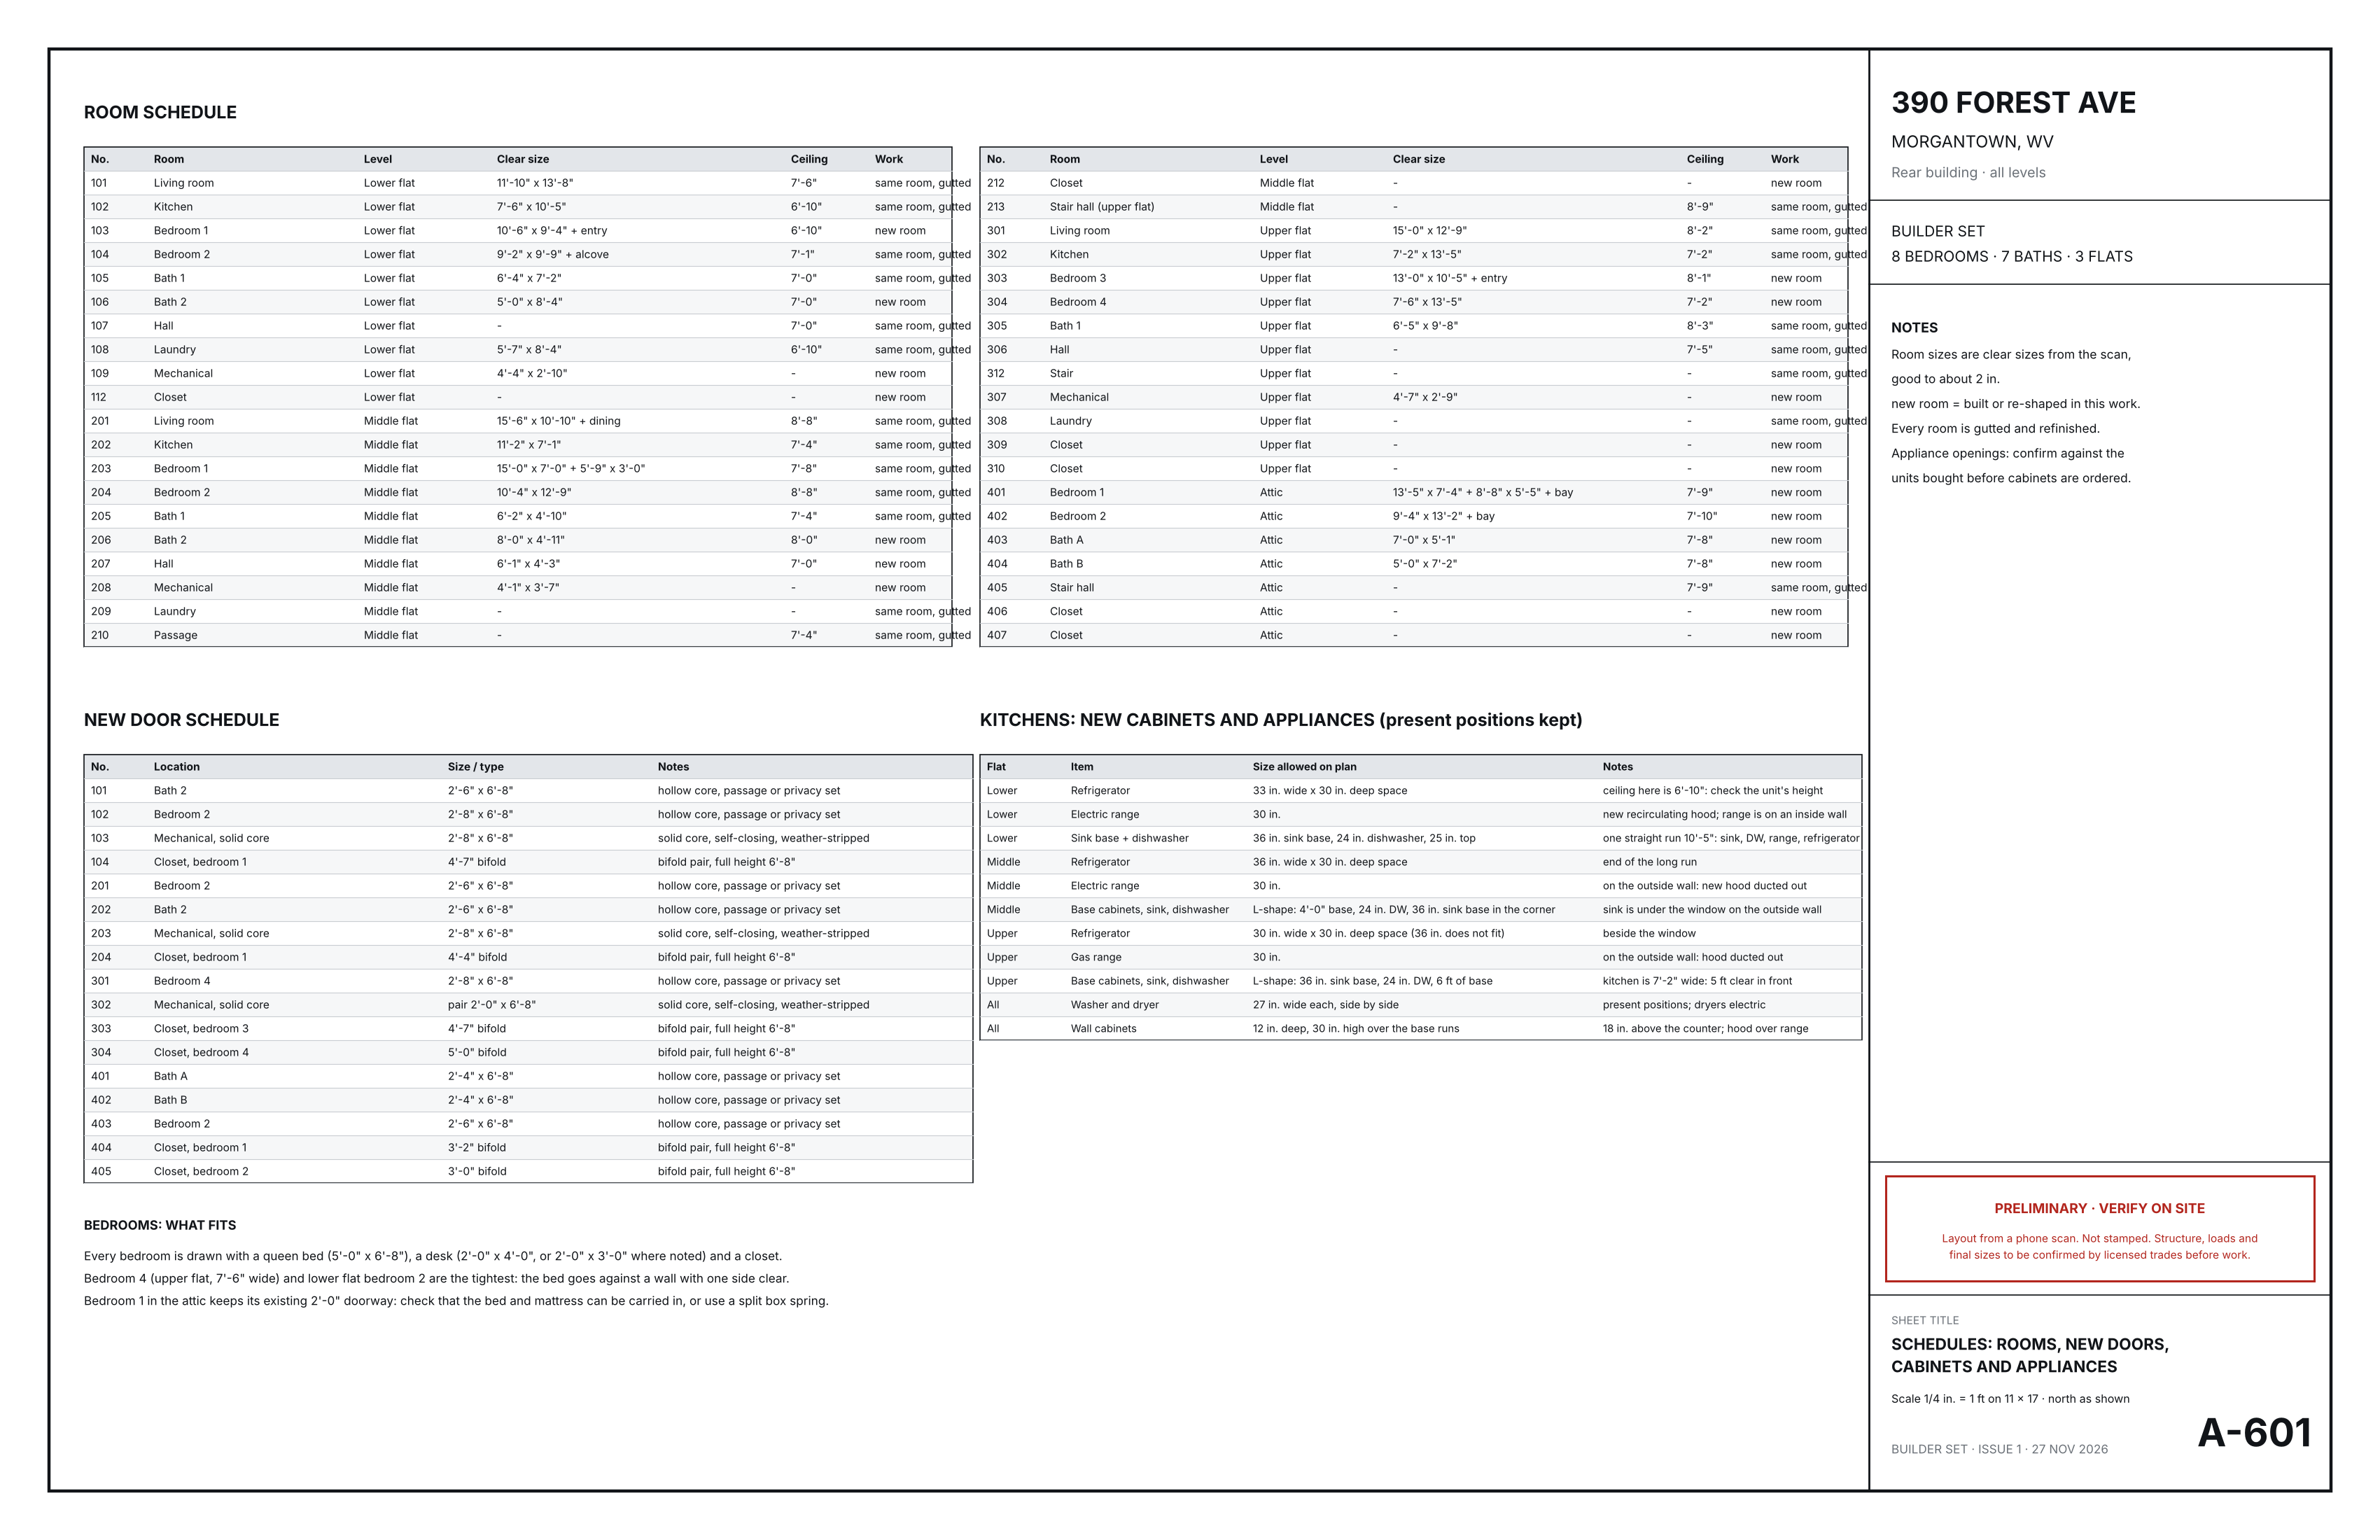 ROOM SCHEDULE
No. Room Level Clear size Ceiling Work
101 Living room Lower flat 11'-10" x 13'-8" 7'-6" same room, gutted
102 Kitchen Lower flat 7'-6" x 10'-5" 6'-10" same room, gutted
103 Bedroom 1 Lower flat 10'-6" x 9'-4" + entry 6'-10" new room
104 Bedroom 2 Lower flat 9'-2" x 9'-9" + alcove 7'-1" same room, gutted
105 Bath 1 Lower flat 6'-4" x 7'-2" 7'-0" same room, gutted
106 Bath 2 Lower flat 5'-0" x 8'-4" 7'-0" new room
107 Hall Lower flat - 7'-0" same room, gutted
108 Laundry Lower flat 5'-7" x 8'-4" 6'-10" same room, gutted
109 Mechanical Lower flat 4'-4" x 2'-10" - new room
112 Closet Lower flat - - new room
201 Living room Middle flat 15'-6" x 10'-10" + dining 8'-8" same room, gutted
202 Kitchen Middle flat 11'-2" x 7'-1" 7'-4" same room, gutted
203 Bedroom 1 Middle flat 15'-0" x 7'-0" + 5'-9" x 3'-0" 7'-8" same room, gutted
204 Bedroom 2 Middle flat 10'-4" x 12'-9" 8'-8" same room, gutted
205 Bath 1 Middle flat 6'-2" x 4'-10" 7'-4" same room, gutted
206 Bath 2 Middle flat 8'-0" x 4'-11" 8'-0" new room
207 Hall Middle flat 6'-1" x 4'-3" 7'-0" new room
208 Mechanical Middle flat 4'-1" x 3'-7" - new room
209 Laundry Middle flat - - same room, gutted
210 Passage Middle flat - 7'-4" same room, gutted
No. Room Level Clear size Ceiling Work
212 Closet Middle flat - - new room
213 Stair hall (upper flat) Middle flat - 8'-9" same room, gutted
301 Living room Upper flat 15'-0" x 12'-9" 8'-2" same room, gutted
302 Kitchen Upper flat 7'-2" x 13'-5" 7'-2" same room, gutted
303 Bedroom 3 Upper flat 13'-0" x 10'-5" + entry 8'-1" new room
304 Bedroom 4 Upper flat 7'-6" x 13'-5" 7'-2" new room
305 Bath 1 Upper flat 6'-5" x 9'-8" 8'-3" same room, gutted
306 Hall Upper flat - 7'-5" same room, gutted
312 Stair Upper flat - - same room, gutted
307 Mechanical Upper flat 4'-7" x 2'-9" - new room
308 Laundry Upper flat - - same room, gutted
309 Closet Upper flat - - new room
310 Closet Upper flat - - new room
401 Bedroom 1 Attic 13'-5" x 7'-4" + 8'-8" x 5'-5" + bay 7'-9" new room
402 Bedroom 2 Attic 9'-4" x 13'-2" + bay 7'-10" new room
403 Bath A Attic 7'-0" x 5'-1" 7'-8" new room
404 Bath B Attic 5'-0" x 7'-2" 7'-8" new room
405 Stair hall Attic - 7'-9" same room, gutted
406 Closet Attic - - new room
407 Closet Attic - - new room
NEW DOOR SCHEDULE
No. Location Size / type Notes
101 Bath 2 2'-6" x 6'-8" hollow core, passage or privacy set
102 Bedroom 2 2'-8" x 6'-8" hollow core, passage or privacy set
103 Mechanical, solid core 2'-8" x 6'-8" solid core, self-closing, weather-stripped
104 Closet, bedroom 1 4'-7" bifold bifold pair, full height 6'-8"
201 Bedroom 2 2'-6" x 6'-8" hollow core, passage or privacy set
202 Bath 2 2'-6" x 6'-8" hollow core, passage or privacy set
203 Mechanical, solid core 2'-8" x 6'-8" solid core, self-closing, weather-stripped
204 Closet, bedroom 1 4'-4" bifold bifold pair, full height 6'-8"
301 Bedroom 4 2'-8" x 6'-8" hollow core, passage or privacy set
302 Mechanical, solid core pair 2'-0" x 6'-8" solid core, self-closing, weather-stripped
303 Closet, bedroom 3 4'-7" bifold bifold pair, full height 6'-8"
304 Closet, bedroom 4 5'-0" bifold bifold pair, full height 6'-8"
401 Bath A 2'-4" x 6'-8" hollow core, passage or privacy set
402 Bath B 2'-4" x 6'-8" hollow core, passage or privacy set
403 Bedroom 2 2'-6" x 6'-8" hollow core, passage or privacy set
404 Closet, bedroom 1 3'-2" bifold bifold pair, full height 6'-8"
405 Closet, bedroom 2 3'-0" bifold bifold pair, full height 6'-8"
KITCHENS: NEW CABINETS AND APPLIANCES (present positions kept)
Flat Item Size allowed on plan Notes
Lower Refrigerator 33 in. wide x 30 in. deep space ceiling here is 6'-10": check the unit's height
Lower Electric range 30 in. new recirculating hood; range is on an inside wall
Lower Sink base + dishwasher 36 in. sink base, 24 in. dishwasher, 25 in. top one straight run 10'-5": sink, DW, range, refrigerator
Middle Refrigerator 36 in. wide x 30 in. deep space end of the long run
Middle Electric range 30 in. on the outside wall: new hood ducted out
Middle Base cabinets, sink, dishwasher L-shape: 4'-0" base, 24 in. DW, 36 in. sink base in the corner sink is under the window on the outside wall
Upper Refrigerator 30 in. wide x 30 in. deep space (36 in. does not fit) beside the window
Upper Gas range 30 in. on the outside wall: hood ducted out
Upper Base cabinets, sink, dishwasher L-shape: 36 in. sink base, 24 in. DW, 6 ft of base kitchen is 7'-2" wide: 5 ft clear in front
All Washer and dryer 27 in. wide each, side by side present positions; dryers electric
All Wall cabinets 12 in. deep, 30 in. high over the base runs 18 in. above the counter; hood over range
BEDROOMS: WHAT FITS
Every bedroom is drawn with a queen bed (5'-0" x 6'-8"), a desk (2'-0" x 4'-0", or 2'-0" x 3'-0" where noted) and a closet.
Bedroom 4 (upper flat, 7'-6" wide) and lower flat bedroom 2 are the tightest: the bed goes against a wall with one side clear.
Bedroom 1 in the attic keeps its existing 2'-0" doorway: check that the bed and mattress can be carried in, or use a split box spring.
390 FOREST AVE
MORGANTOWN, WV
Rear building · all levels
BUILDER SET
8 BEDROOMS · 7 BATHS · 3 FLATS
NOTES
Room sizes are clear sizes from the scan,
good to about 2 in.
new room = built or re-shaped in this work.
Every room is gutted and refinished.
Appliance openings: confirm against the
units bought before cabinets are ordered.
PRELIMINARY · VERIFY ON SITE
Layout from a phone scan. Not stamped. Structure, loads and
final sizes to be confirmed by licensed trades before work.
SHEET TITLE
SCHEDULES: ROOMS, NEW DOORS,
CABINETS AND APPLIANCES
Scale 1/4 in. = 1 ft on 11 × 17 · north as shown
BUILDER SET · ISSUE 1 · 27 NOV 2026
A-601